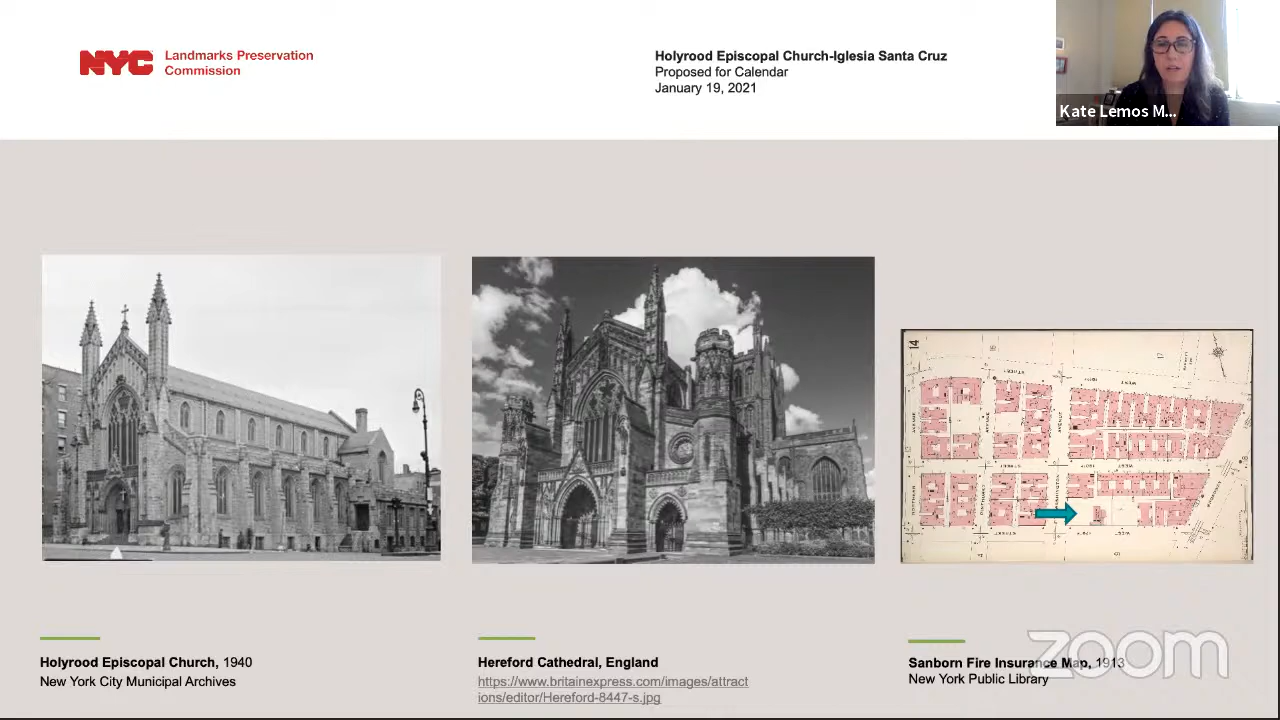 NYC Landmarks Preservation
Commission
Holyrood Episcopal Church-Iglesia Santa Cruz
Proposed for Calendar
January 19, 2021
Kate Lemos M...
14
Holyrood Episcopal Church, 1940
New York City Municipal Archives
Hereford Cathedral, England
https://www.britainexpress.com/images/attract
ions/editor/Hereford-8447-s.jpg
Sanborn Fire Insurance Map, 1913
New York Public Library
zoom